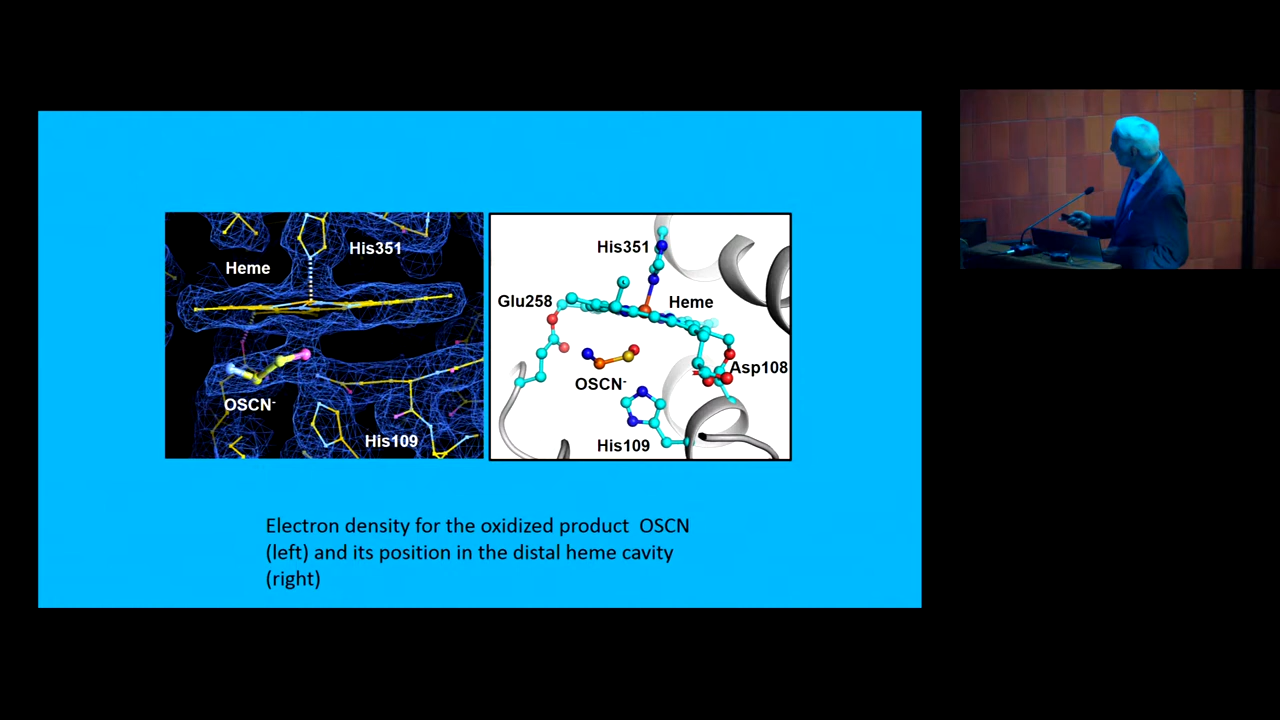 His351
Heme
OSCN-
His109
His351
Glu258
Heme
Asp108
OSCN-
His109
Electron density for the oxidized product OSCN
(left) and its position in the distal heme cavity
(right)